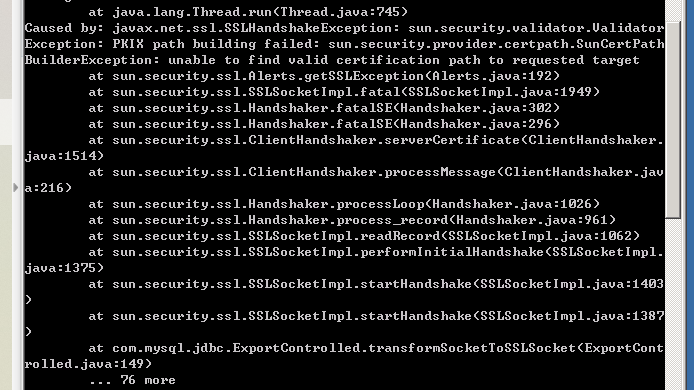 at java.lang.Thread.run(Thread.java:745)
Caused by: javax.net.ssl.SSLHandshakeException: sun.security.validator.Validator
Exception: PKIX path building failed: sun.security.provider.certpath.SunCertPath
BuilderException: unable to find valid certification path to requested target
at sun.security.ssl.Alerts.getSSLException(Alerts.java:192)
at sun.security.ssl.SSLSocketImpl.fatal(SSLSocketImpl.java:1949)
at sun.security.ssl.Handshaker.fatalSE(Handshaker.java:302)
at sun.security.ssl.Handshaker.fatalSE(Handshaker.java:296)
at sun.security.ssl.ClientHandshaker.serverCertificate(ClientHandshaker.
java:1514)
at sun.security.ssl.ClientHandshaker.processMessage(ClientHandshaker.jav
a:216)
at sun.security.ssl.Handshaker.processLoop(Handshaker.java:1026)
at sun.security.ssl.Handshaker.process_record(Handshaker.java:961)
at sun.security.ssl.SSLSocketImpl.readRecord(SSLSocketImpl.java:1062)
at sun.security.ssl.SSLSocketImpl.performInitialHandshake(SSLSocketImpl.
java:1375)
at sun.security.ssl.SSLSocketImpl.startHandshake(SSLSocketImpl.java:1403
)
at sun.security.ssl.SSLSocketImpl.startHandshake(SSLSocketImpl.java:1387
)
at com.mysql.jdbc.ExportControlled.transformSocketToSSLSocket(ExportCont
rolled.java:149)
... 76 more